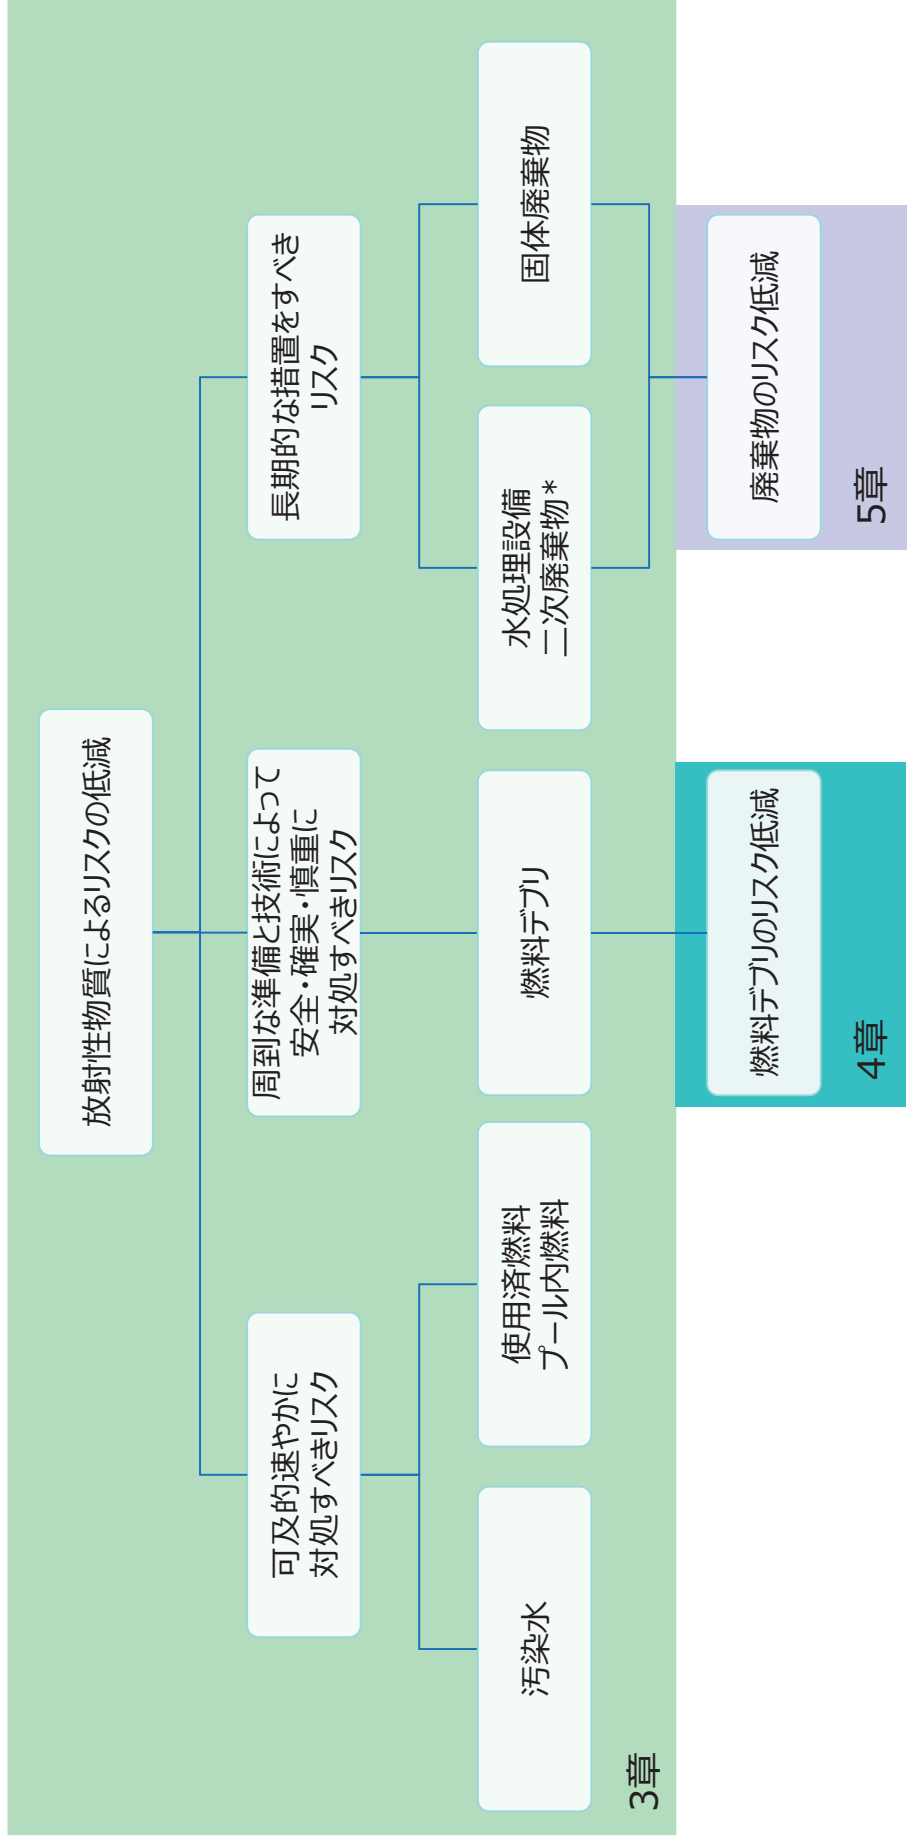 放射性物質によるリスクの低減
可及的速やかに
対処すべきリスク
周到な準備と技術によって
安全・確実・慎重に
対処すべきリスク
長期的な措置をすべき
リスク
汚染水
使用済燃料
プール内燃料
燃料デブリ
水処理設備
二次廃棄物*
固体廃棄物
3章
燃料デブリのリスク低減
4章
廃棄物のリスク低減
5章